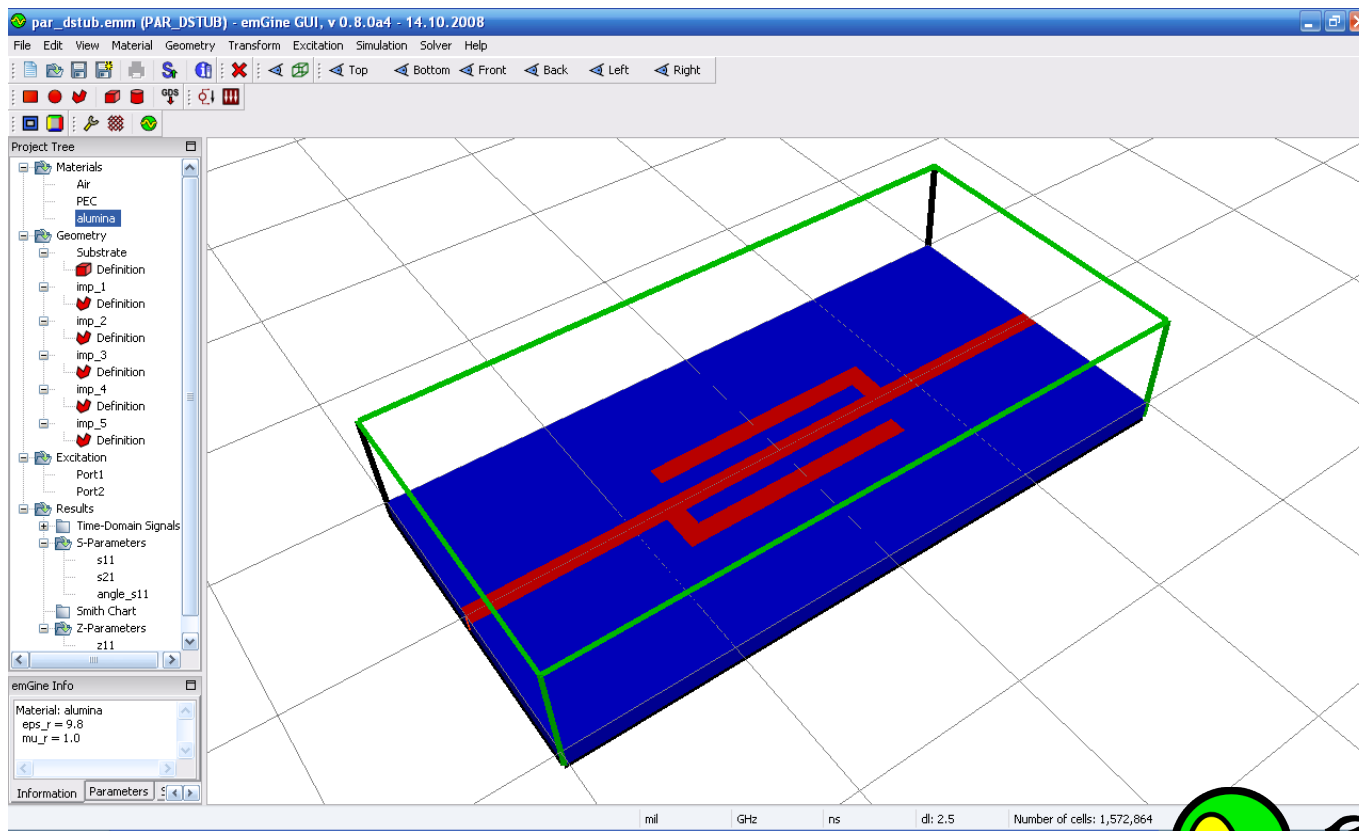 par_dstub.emm (PAR_DSTUB) - emGine GUI, v 0.8.0a4 - 14.10.2008
File Edit View Material Geometry Transform Excitation Simulation Solver Help
Top Bottom Front Back Left Right
GDS
Project Tree
Materials
Air
PEC
alumina
Geometry
Substrate
Definition
imp_1
Definition
imp_2
Definition
imp_3
Definition
imp_4
Definition
imp_5
Definition
Excitation
Port1
Port2
Results
Time-Domain Signals
S-Parameters
s11
s21
angle_s11
Smith Chart
Z-Parameters
z11
emGine Info
Material: alumina
eps_r = 9.8
mu_r = 1.0
Information Parameters
mil GHz ns dl: 2.5 Number of cells: 1,572,864